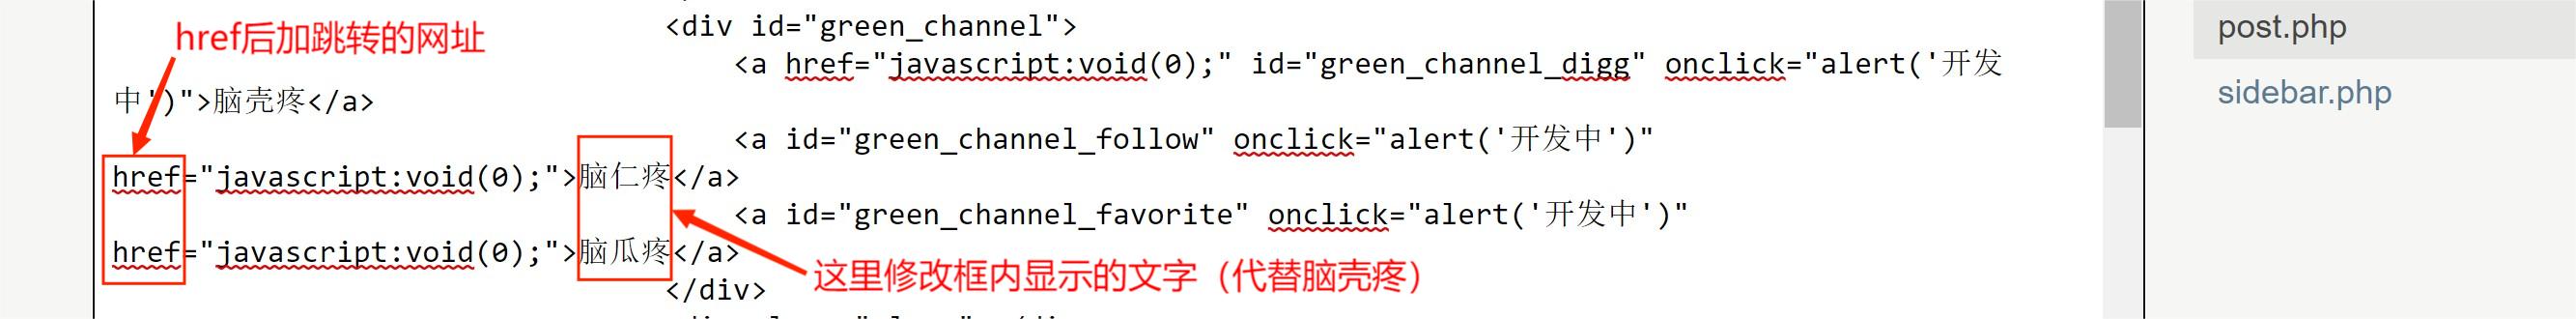 <div id="green_channel">
href后加跳转的网址
<a href="javascript:void(0);" id="green_channel_digg" onclick="alert('开发
中')">脑壳疼</a>
<a id="green_channel_follow" onclick="alert('开发中')"
href="javascript:void(0);">脑仁疼</a>
<a id="green_channel_favorite" onclick="alert('开发中')"
href="javascript:void(0);">脑瓜疼</a>
这里修改框内显示的文字（代替脑壳疼）
</div>
post.php
sidebar.php